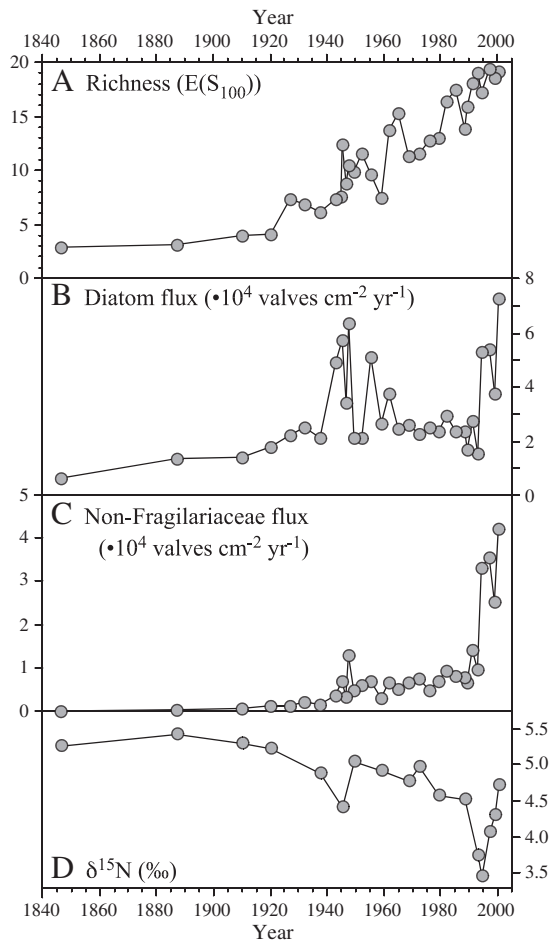 Year
1840 1860 1880 1900 1920 1940 1960 1980 2000
20
A Richness (E(S₁₀₀))
15
10
5
0
8
B Diatom flux (•10⁴ valves cm⁻² yr⁻¹)
6
4
2
0
5
C Non-Fragilariaceae flux
(•10⁴ valves cm⁻² yr⁻¹)
4
3
2
1
0
5.5
5.0
4.5
4.0
3.5
D δ¹⁵N (‰)
1840 1860 1880 1900 1920 1940 1960 1980 2000
Year